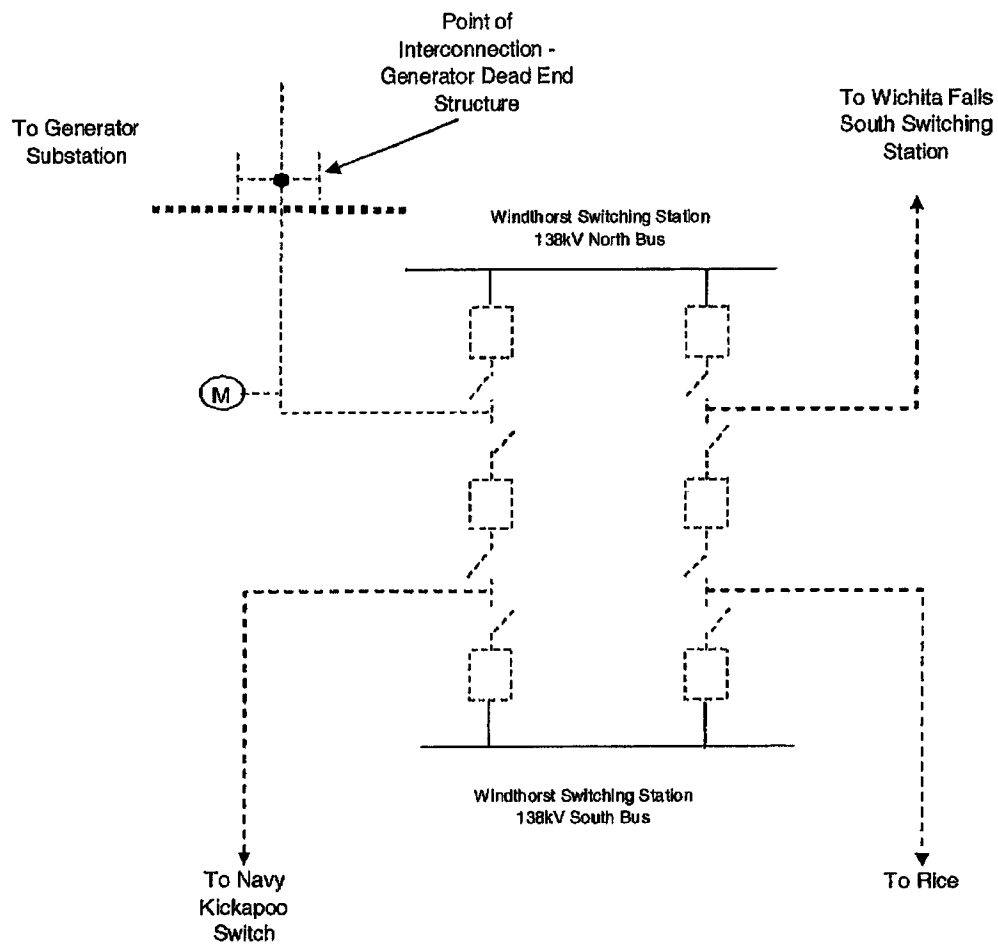 Point of
Interconnection -
Generator Dead End
Structure
To Generator
Substation
To Wichita Falls
South Switching
Station
Windthorst Switching Station
138kV North Bus
M
Windthorst Switching Station
138kV South Bus
To Navy
Kickapoo
Switch
To Rice